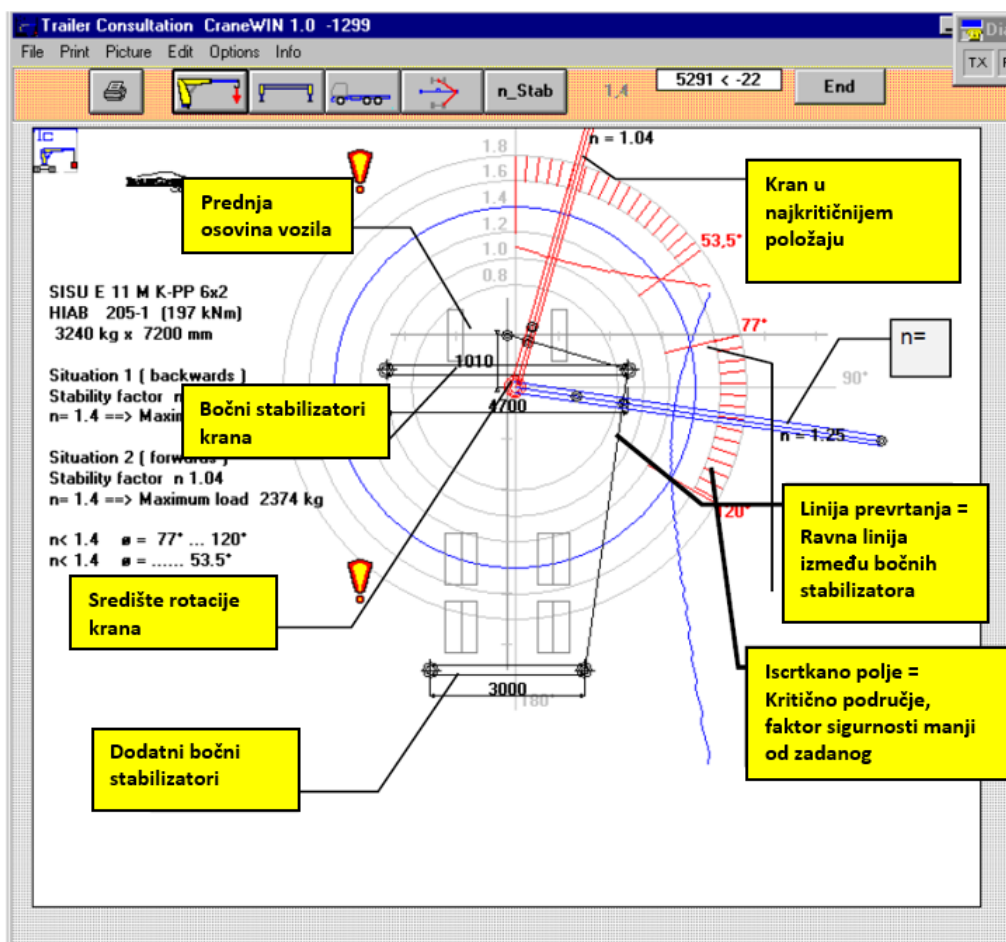 Trailer Consultation CraneWIN 1.0 -1299
File Print Picture Edit Options Info
TX
n_Stab
1,4
5291 < -22
End
Ic
n = 1.04
1.8
1.6
1.4
1.2
1.0
0.8
Prednja
osovina vozila
Kran u
najkritičnijem
položaju
53,5°
SISU E 11 M K-PP 6x2
HIAB 205-1 (197 kNm)
3240 kg x 7200 mm
77°
n=
1010
90°
Situation 1 ( backwards )
Stability factor n
n= 1.4 ==>
Bočni stabilizatori
krana
4700
n = 1.25
Situation 2 ( forwards )
Stability factor n 1.04
n= 1.4 ==> Maximum load 2374 kg
120°
Linija prevrtanja =
Ravna linija
između bočnih
stabilizatora
n< 1.4 ø = 77° ... 120°
n< 1.4 ø = ...... 53.5°
Središte rotacije
krana
Iscrtkano polje =
Kritično područje,
faktor sigurnosti manji
od zadanog
3000
180°
Dodatni bočni
stabilizatori